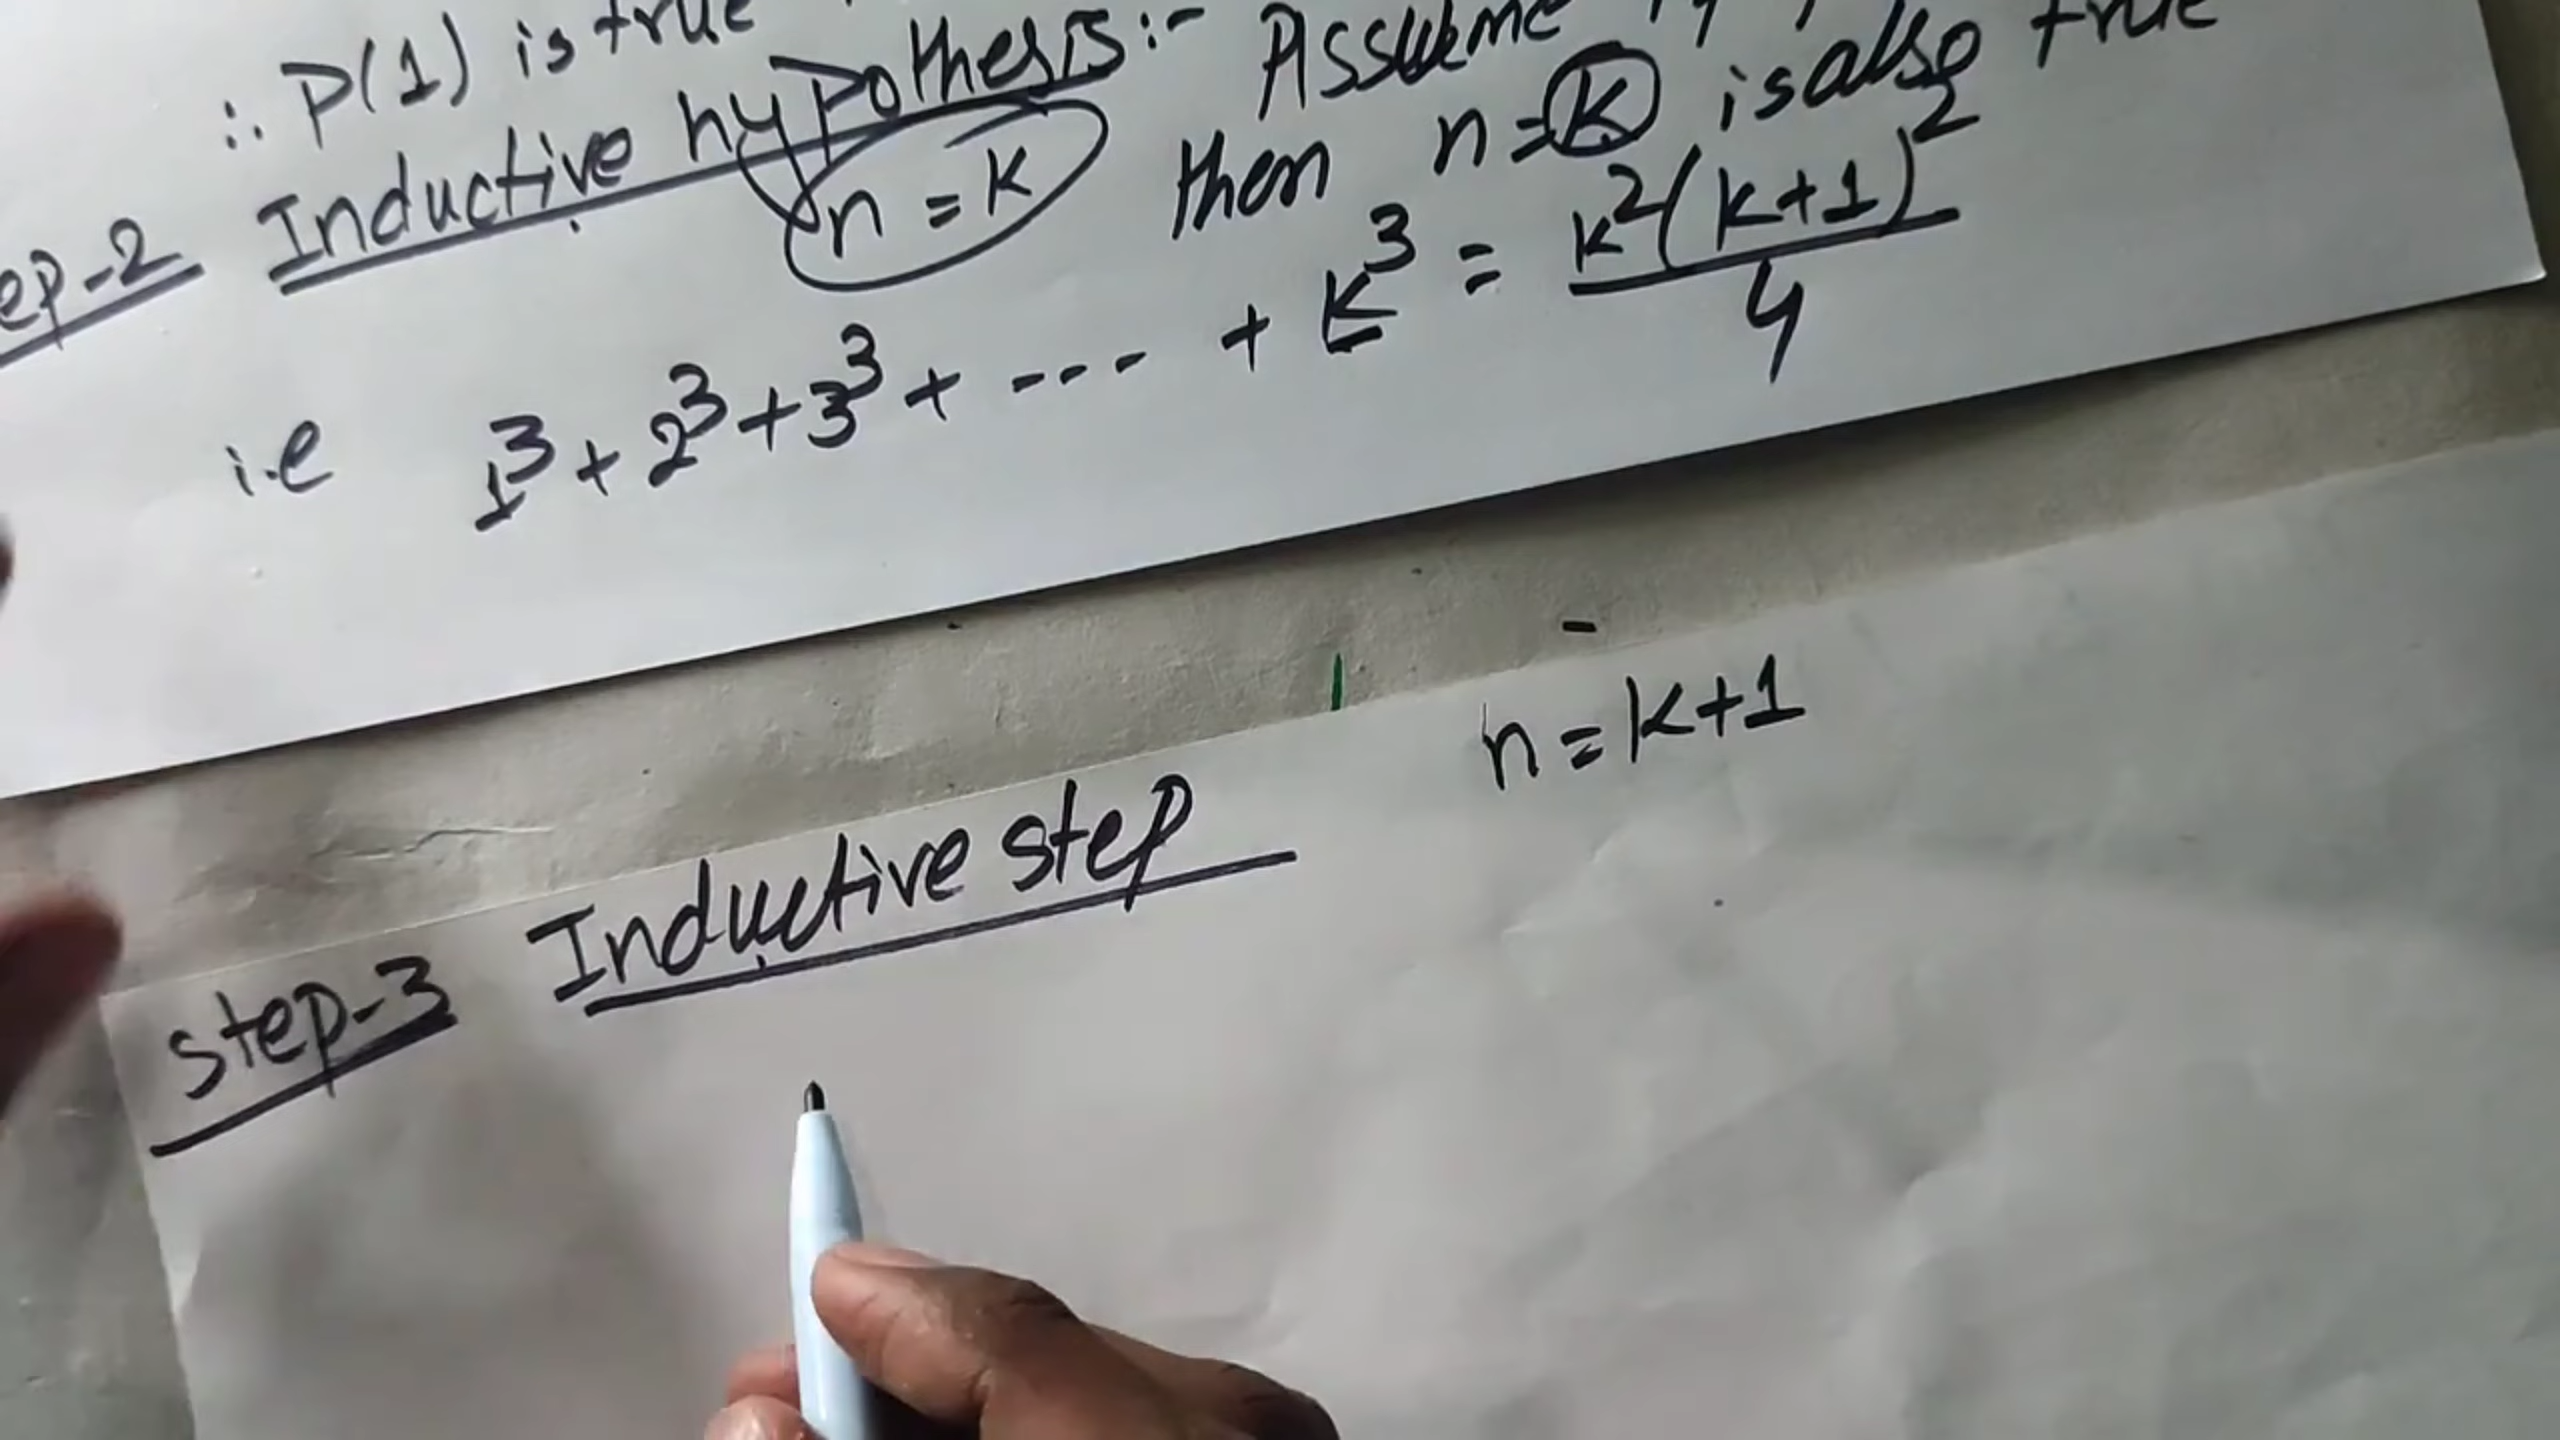 ∴ P(1) is true
ep-2 Inductive hypothesis:- Assume
n = k then n = k is also true
i.e 1³ + 2³ + 3³ + ---- + k³ = k²(k+1)²/4
n = k+1
step-3 Inductive step